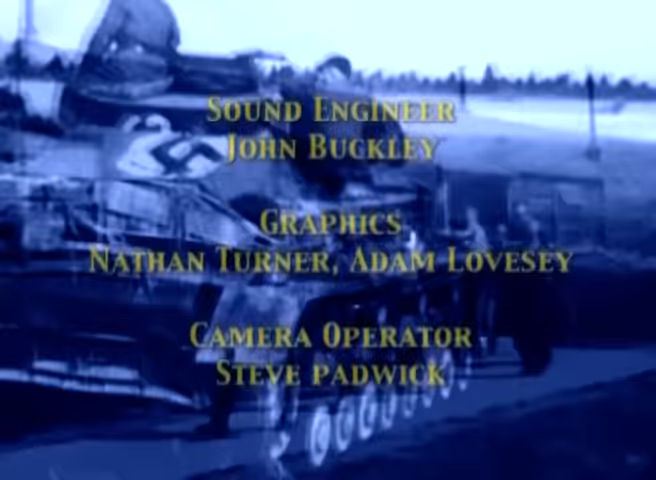 SOUND ENGINEER
JOHN BUCKLEY
GRAPHICS
NATHAN TURNER, ADAM LOVESEY
CAMERA OPERATOR
STEVE PADWICK